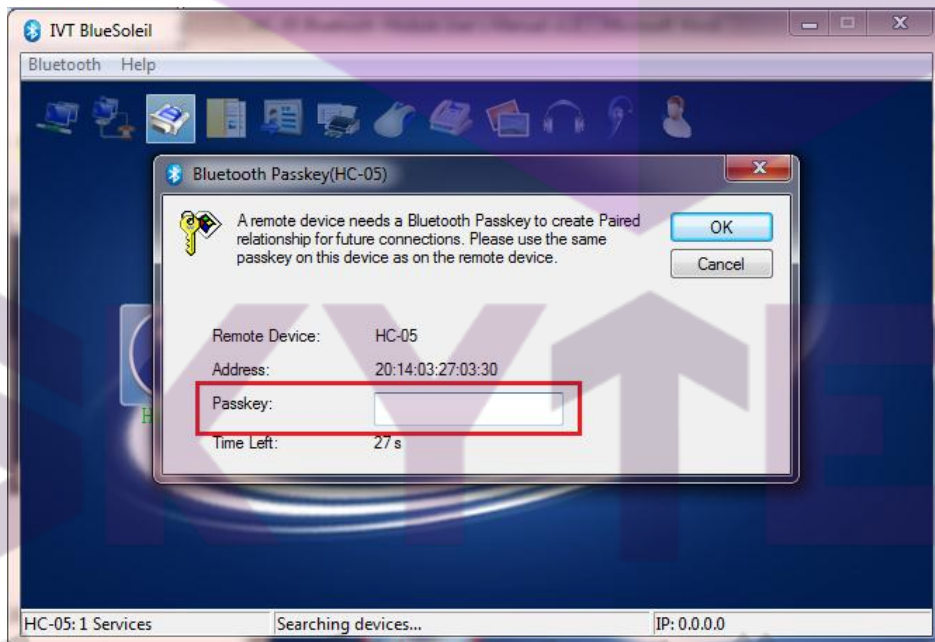 IVT BlueSoleil
Bluetooth Help
Bluetooth Passkey(HC-05)
A remote device needs a Bluetooth Passkey to create Paired
relationship for future connections. Please use the same
passkey on this device as on the remote device.
OK
Cancel
Remote Device: HC-05
Address: 20:14:03:27:03:30
Passkey:
Time Left: 27 s
HC-05: 1 Services Searching devices... IP: 0.0.0.0